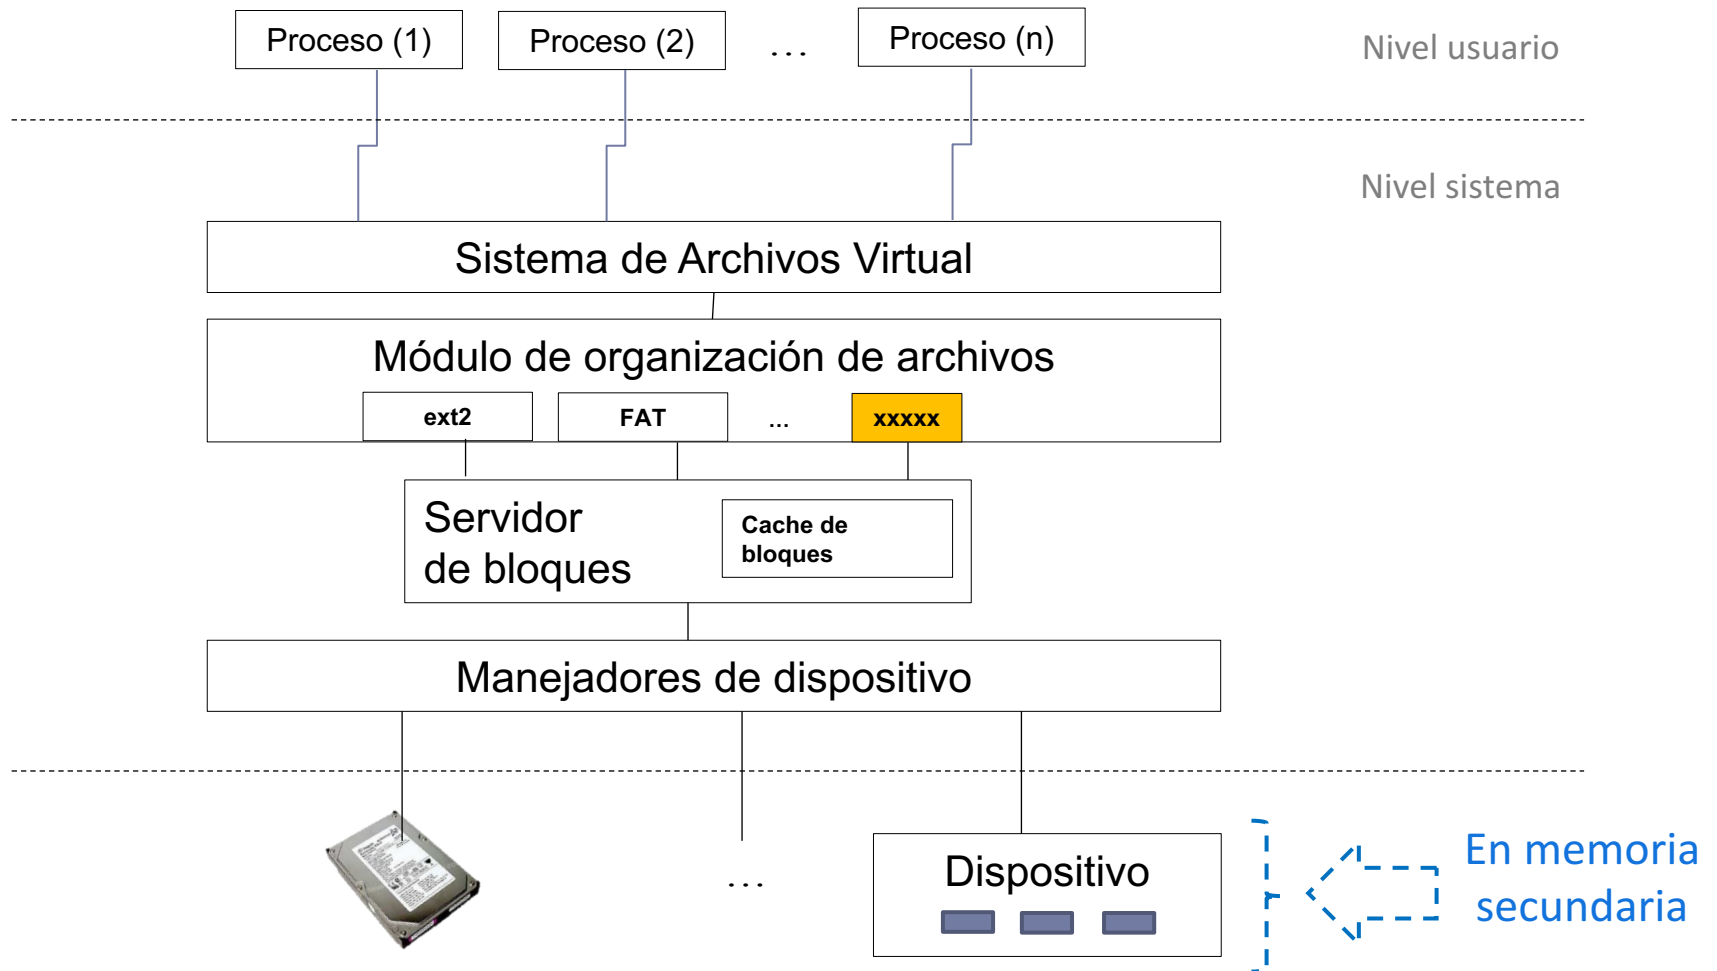 Proceso (1)
Proceso (2)
...
Proceso (n)
Nivel usuario
Nivel sistema
Sistema de Archivos Virtual
Módulo de organización de archivos
ext2
FAT
...
xxxxx
Servidor
de bloques
Cache de
bloques
Manejadores de dispositivo
...
Dispositivo
En memoria
secundaria